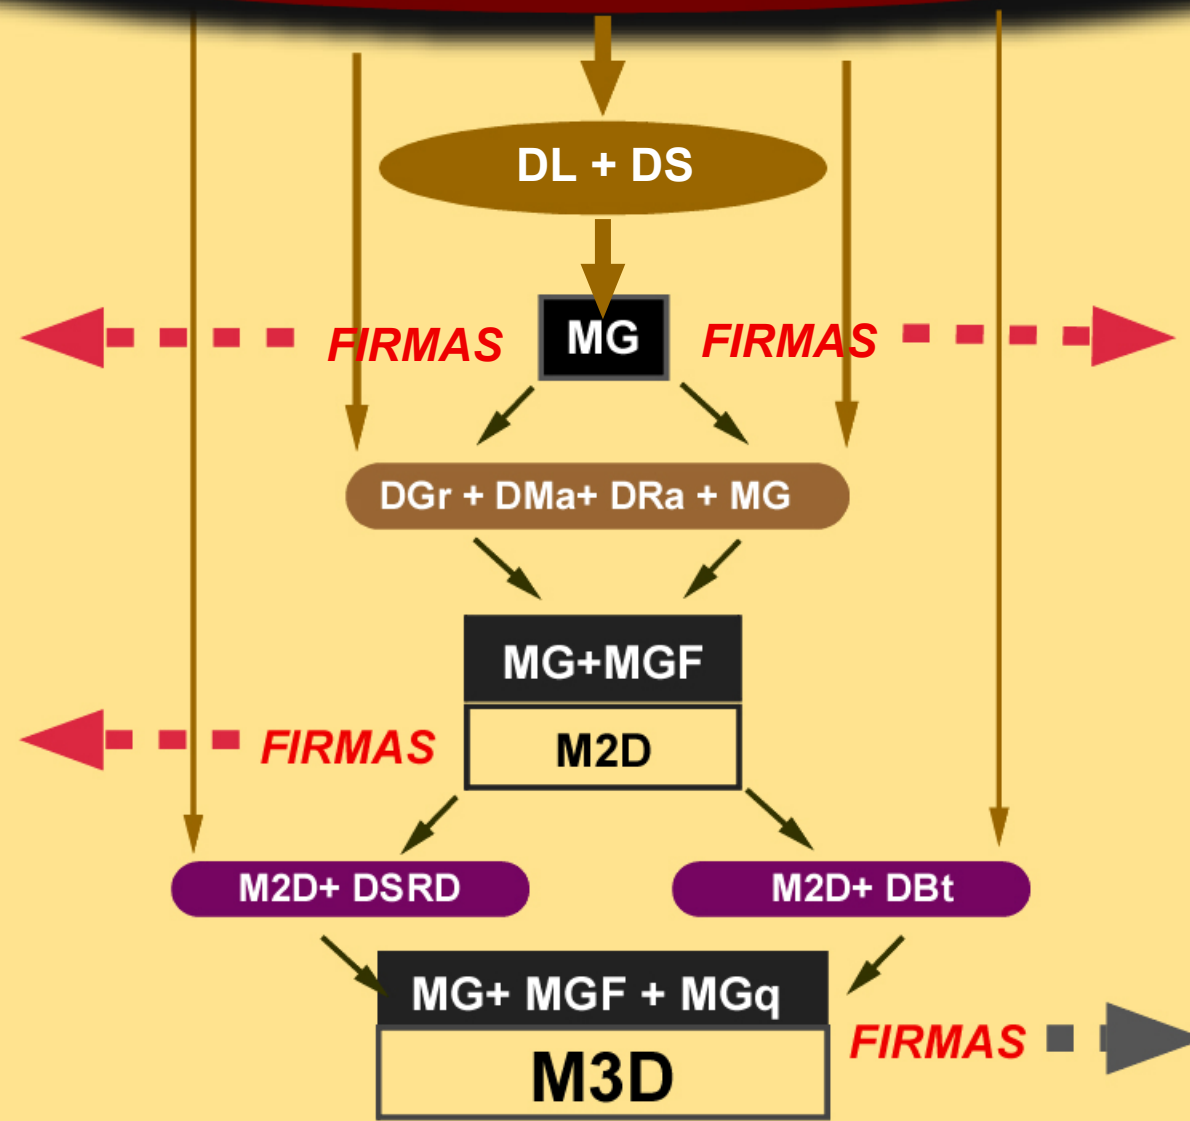 DL + DS
FIRMAS
MG
FIRMAS
DGr + DMa+ DRa + MG
MG+MGF
FIRMAS
M2D
M2D+ DSRD
M2D+ DBt
MG+ MGF + MGq
FIRMAS
M3D